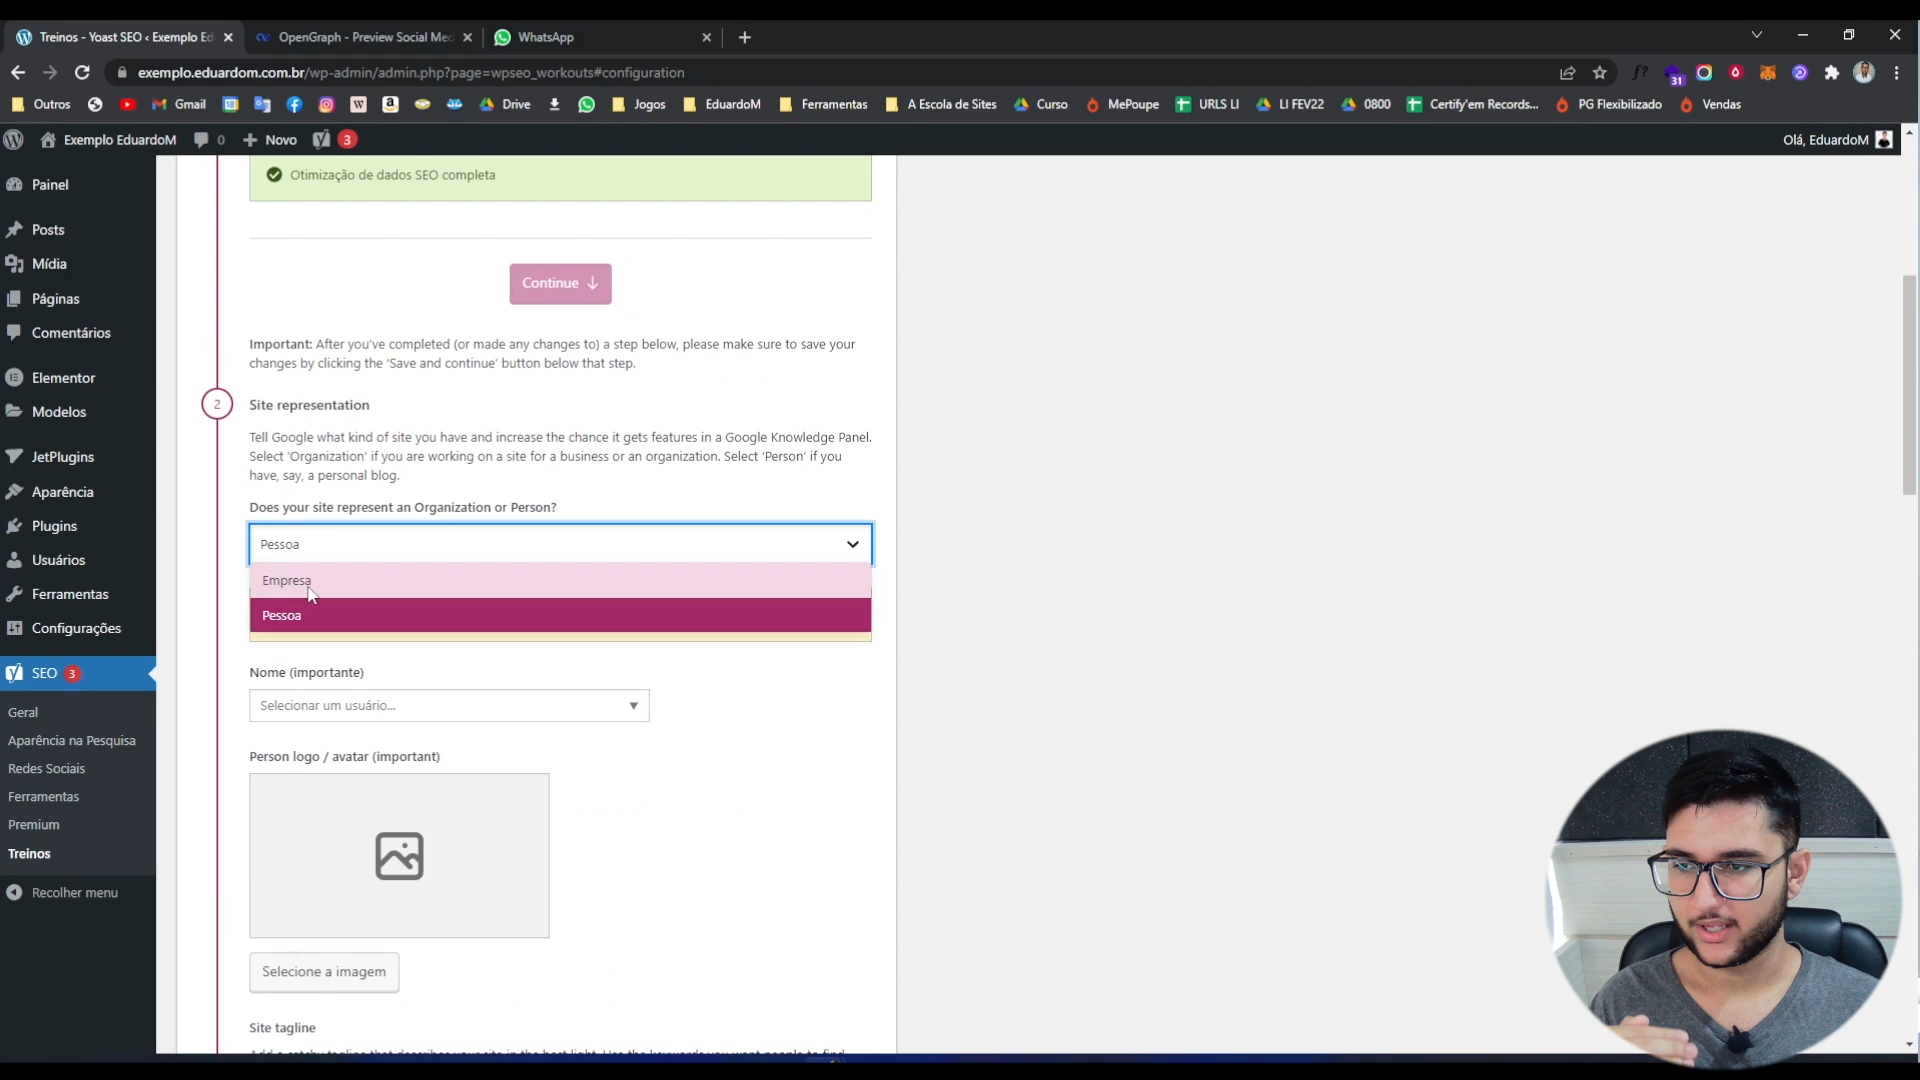 Treinos - Yoast SEO ‹ Exemplo Ed
OpenGraph - Preview Social Med
WhatsApp
exemplo.eduardom.com.br/wp-admin/admin.php?page=wpseo_workouts#configuration
f?
31
Outros
Gmail
Drive
Jogos
EduardoM
Ferramentas
A Escola de Sites
Curso
MePoupe
URLS LI
LI FEV22
0800
Certify'em Records...
PG Flexibilizado
Vendas
Exemplo EduardoM
0
Novo
3
Olá, EduardoM
Painel
Posts
Mídia
Páginas
Comentários
Elementor
Modelos
JetPlugins
Aparência
Plugins
Usuários
Ferramentas
Configurações
SEO 3
Geral
Aparência na Pesquisa
Redes Sociais
Ferramentas
Premium
Treinos
Recolher menu
Otimização de dados SEO completa
Continue ↓
Important: After you've completed (or made any changes to) a step below, please make sure to save your
changes by clicking the 'Save and continue' button below that step.
2
Site representation
Tell Google what kind of site you have and increase the chance it gets features in a Google Knowledge Panel.
Select 'Organization' if you are working on a site for a business or an organization. Select 'Person' if you
have, say, a personal blog.
Does your site represent an Organization or Person?
Pessoa
Empresa
Pessoa
Nome (importante)
Selecionar um usuário...
Person logo / avatar (important)
Selecione a imagem
Site tagline